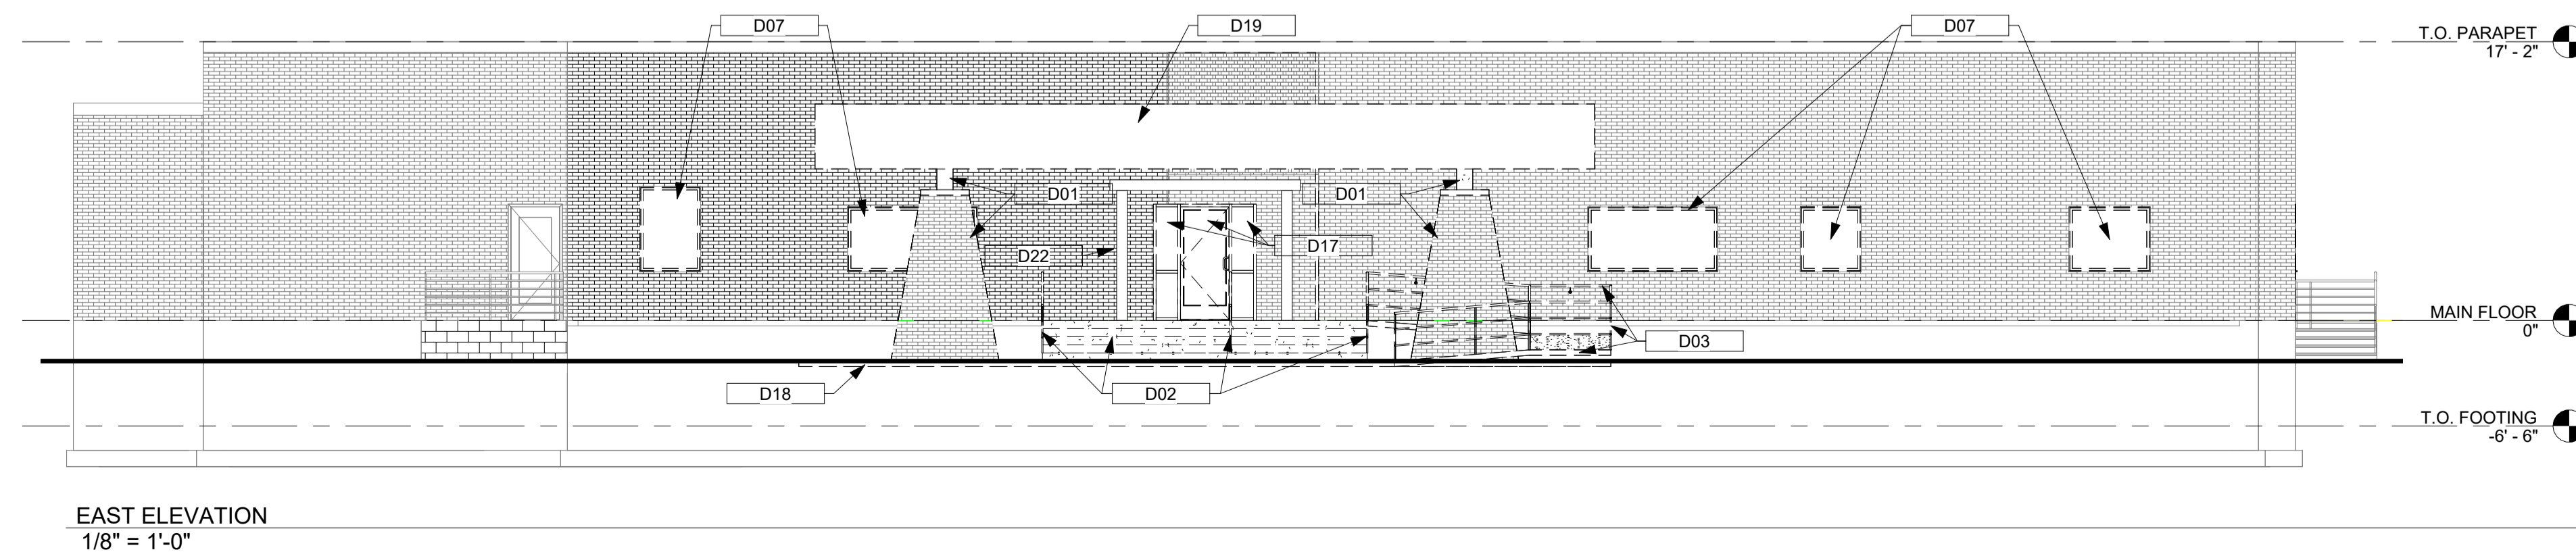 D07
D19
D07
T.O. PARAPET
17' - 2"
D01
D01
D17
D22
MAIN FLOOR
0"
D03
D18
D02
T.O. FOOTING
-6' - 6"
EAST ELEVATION
1/8" = 1'-0"